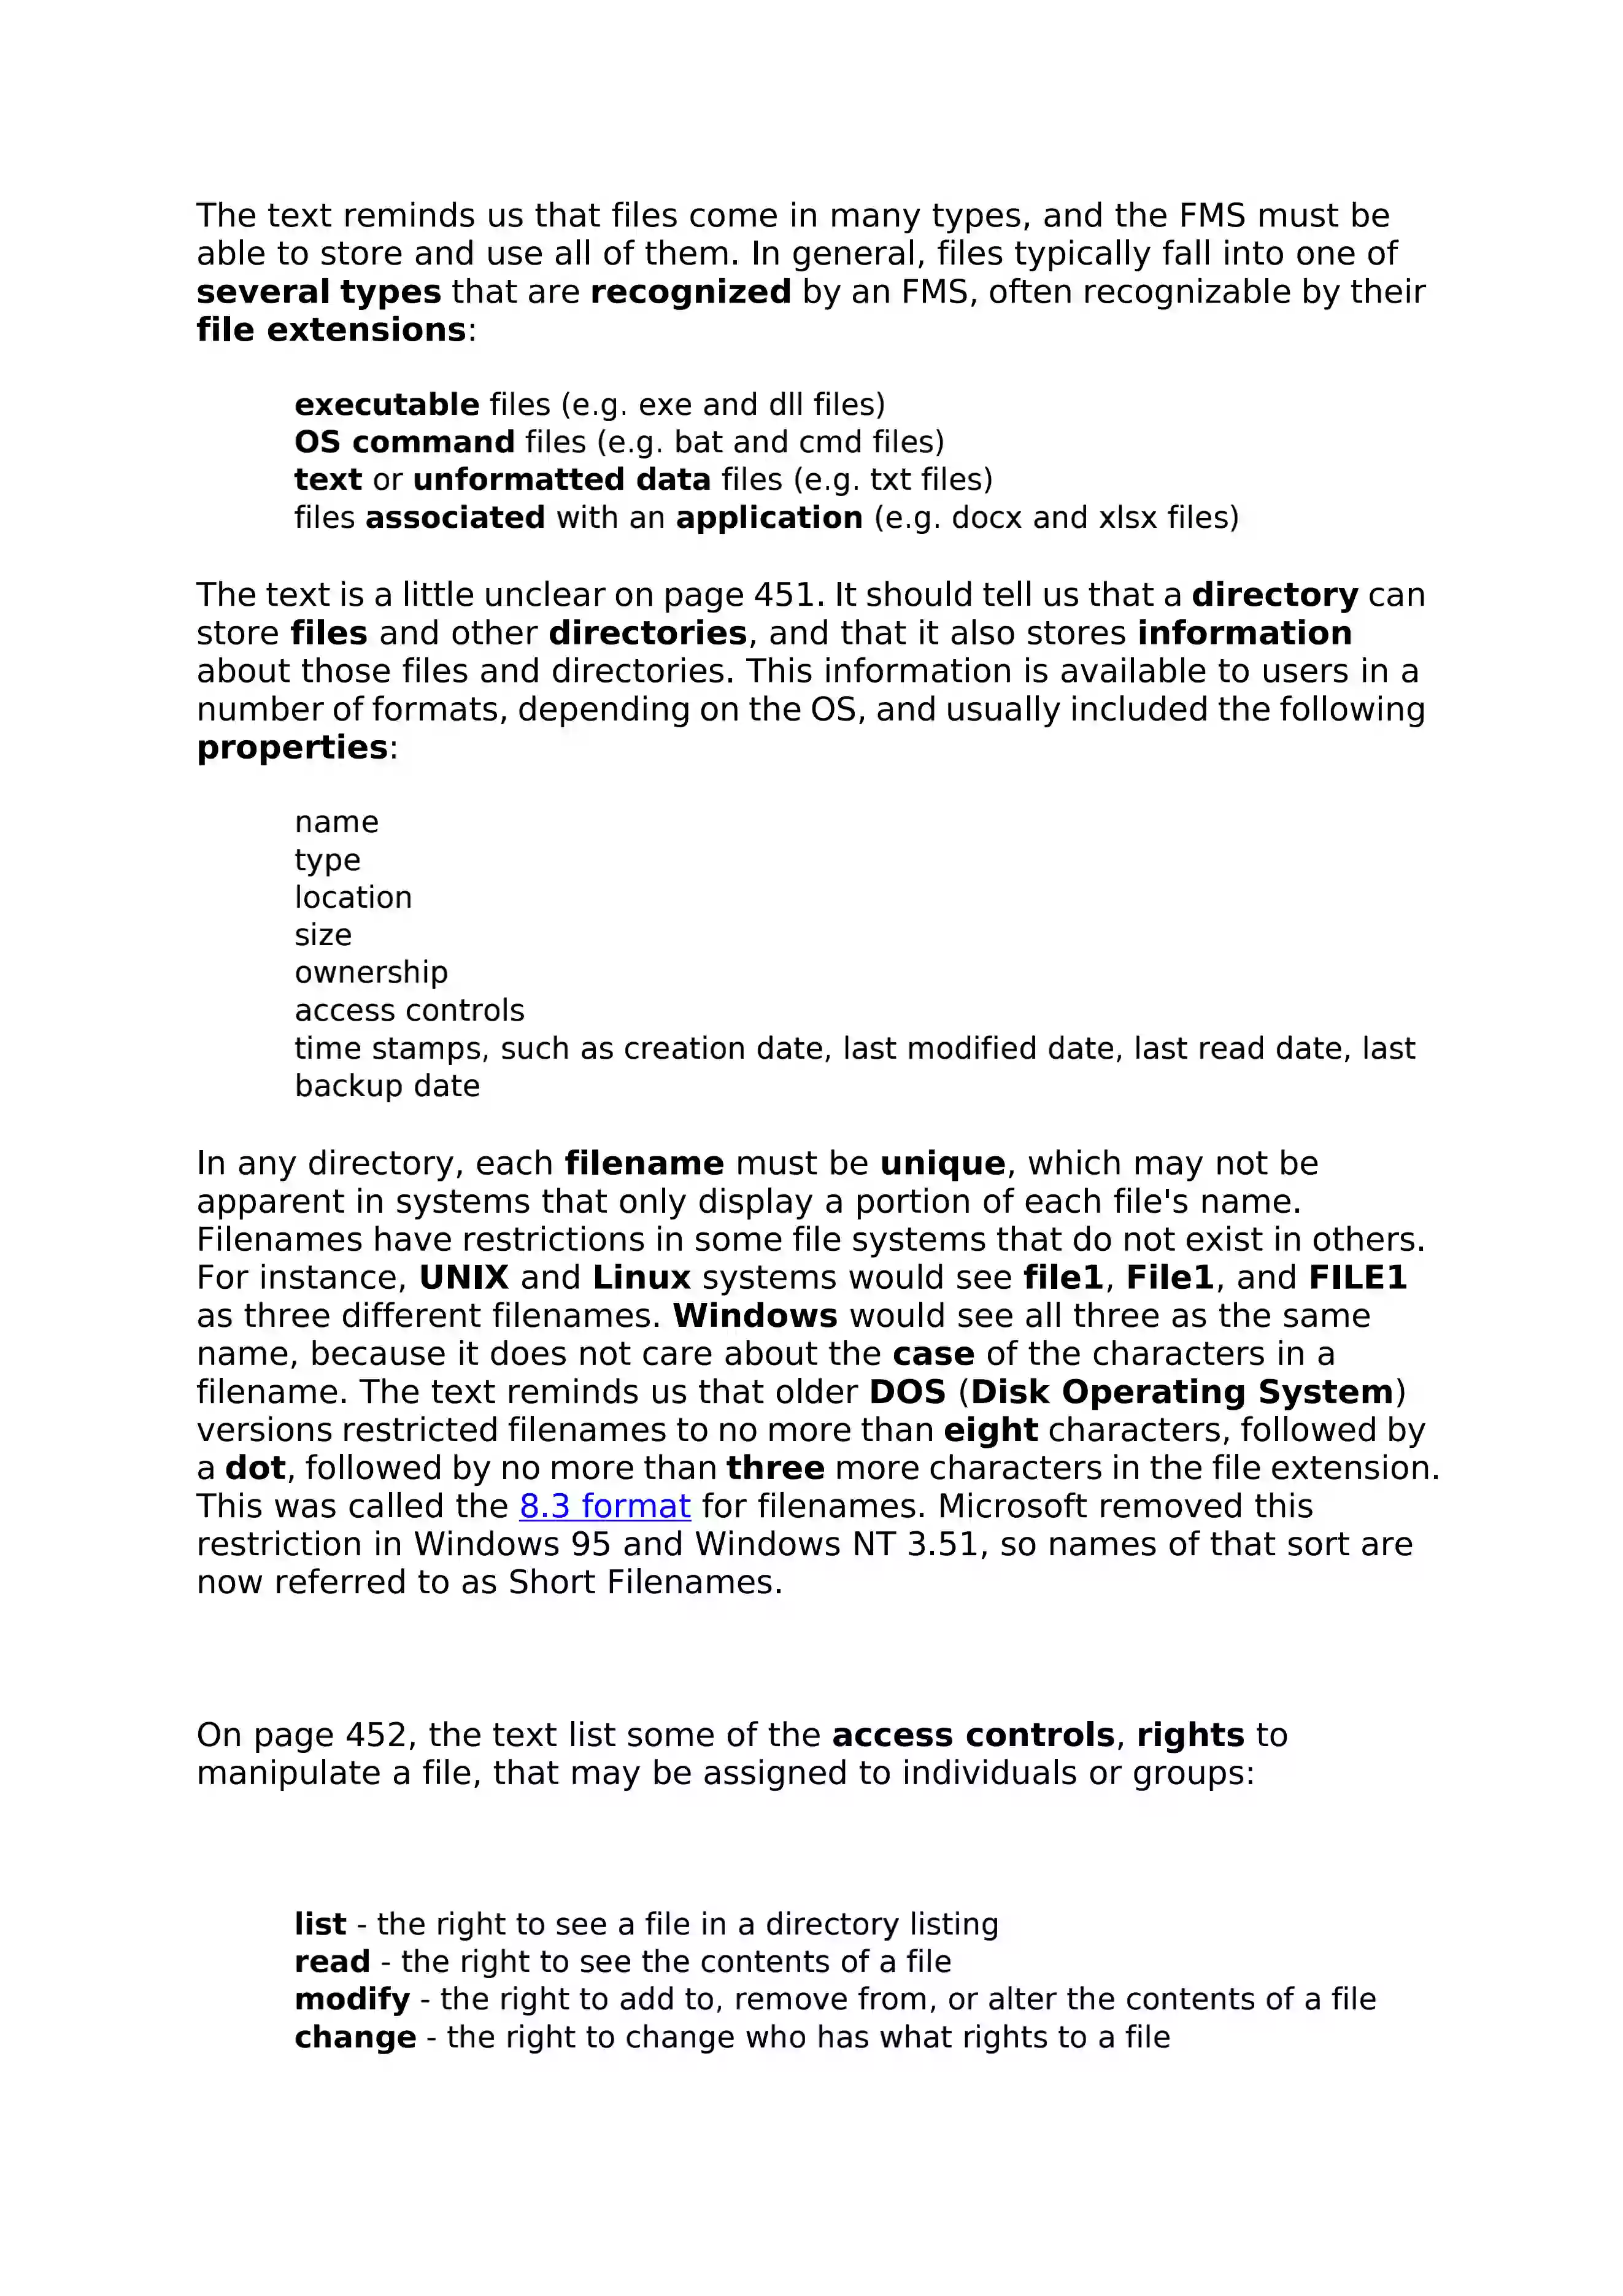 The text reminds us that files come in many types, and the FMS must be
able to store and use all of them. In general, files typically fall into one of
several types that are recognized by an FMS, often recognizable by their
file extensions:
executable files (e.g. exe and dll files)
OS command files (e.g. bat and cmd files)
text or unformatted data files (e.g. txt files)
files associated with an application (e.g. docx and xlsx files)
The text is a little unclear on page 451. It should tell us that a directory can
store files and other directories, and that it also stores information
about those files and directories. This information is available to users in a
number of formats, depending on the OS, and usually included the following
properties:
name
type
location
size
ownership
access controls
time stamps, such as creation date, last modified date, last read date, last
backup date
In any directory, each filename must be unique, which may not be
apparent in systems that only display a portion of each file's name.
Filenames have restrictions in some file systems that do not exist in others.
For instance, UNIX and Linux systems would see file1, File1, and FILE1
as three different filenames. Windows would see all three as the same
name, because it does not care about the case of the characters in a
filename. The text reminds us that older DOS (Disk Operating System)
versions restricted filenames to no more than eight characters, followed by
a dot, followed by no more than three more characters in the file extension.
This was called the 8.3 format for filenames. Microsoft removed this
restriction in Windows 95 and Windows NT 3.51, so names of that sort are
now referred to as Short Filenames.
On page 452, the text list some of the access controls, rights to
manipulate a file, that may be assigned to individuals or groups:
list - the right to see a file in a directory listing
read - the right to see the contents of a file
modify - the right to add to, remove from, or alter the contents of a file
change - the right to change who has what rights to a file